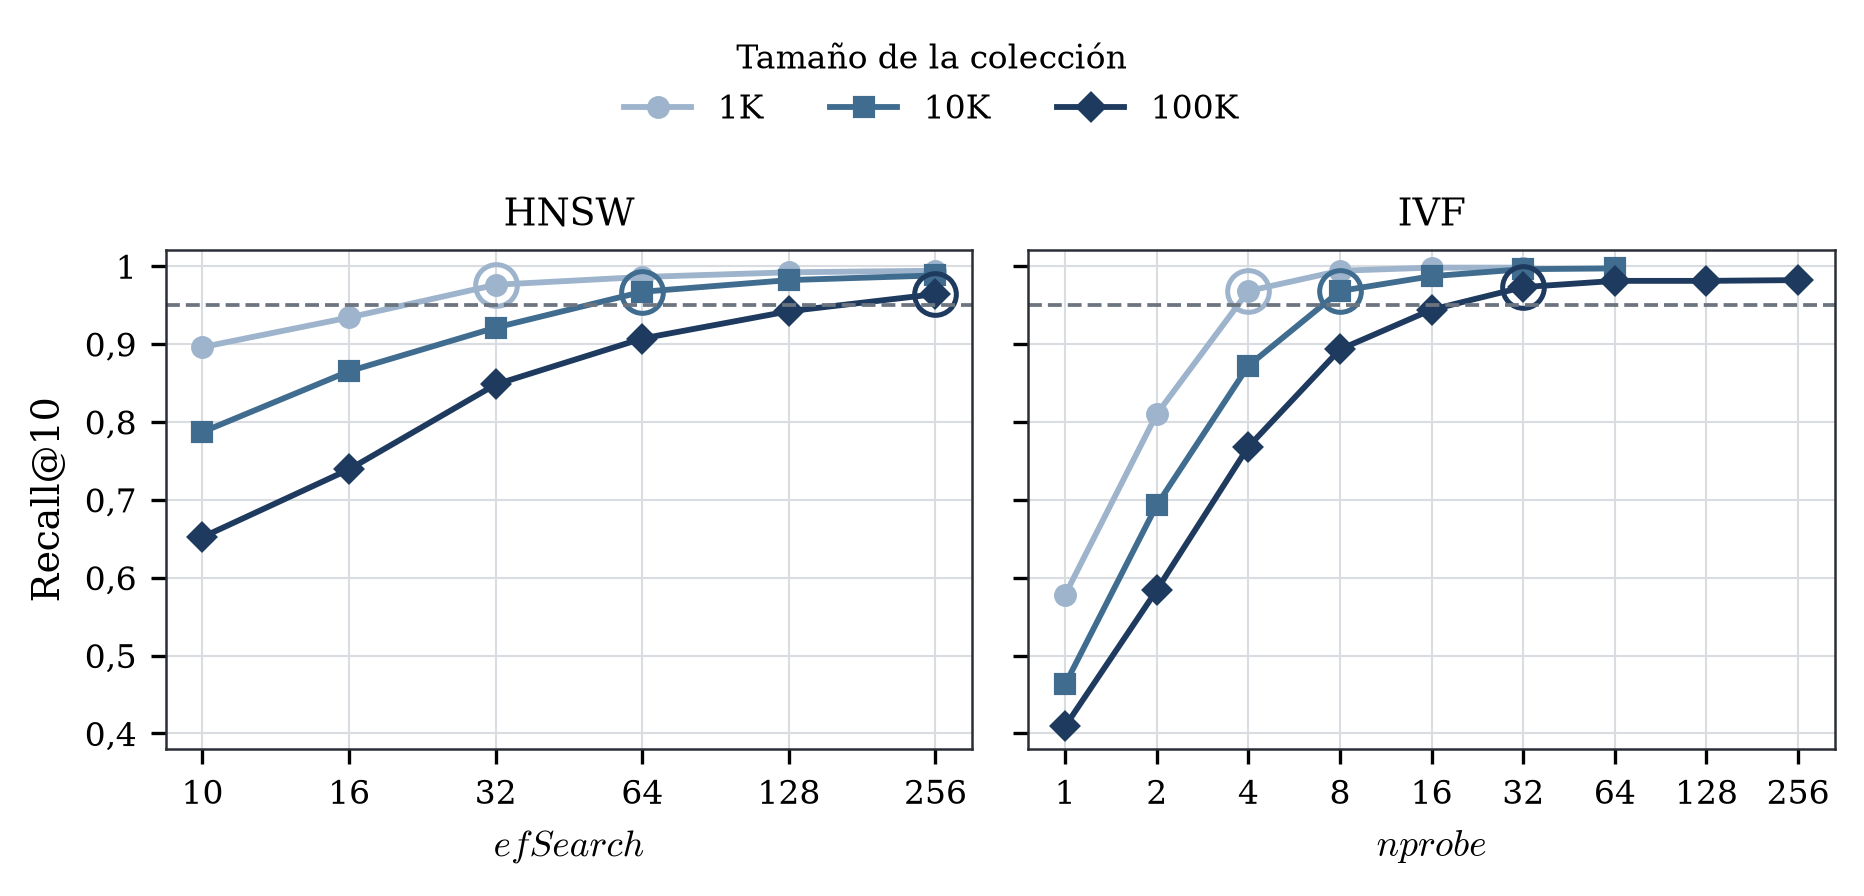 Tamaño de la colección
1K 10K 100K
HNSW
IVF
Recall@10
1
0,9
0,8
0,7
0,6
0,5
0,4
10 16 32 64 128 256
efSearch
1 2 4 8 16 32 64 128 256
nprobe